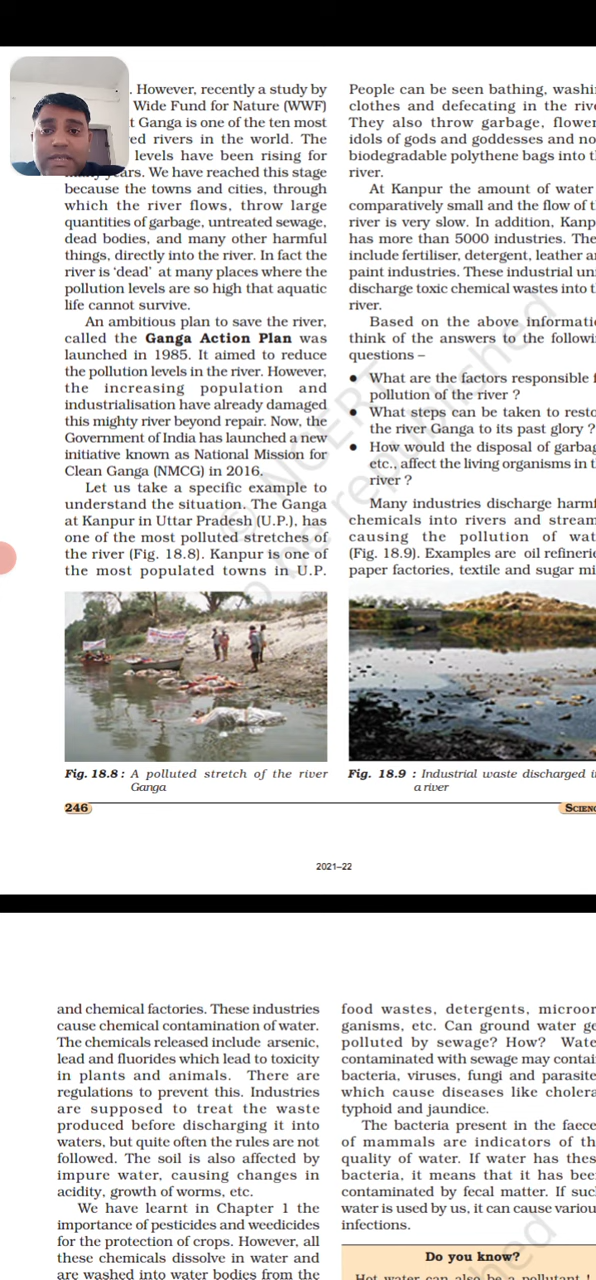 . However, recently a study by
Wide Fund for Nature (WWF)
t Ganga is one of the ten most
ed rivers in the world. The
levels have been rising for
years. We have reached this stage
because the towns and cities, through
which the river flows, throw large
quantities of garbage, untreated sewage,
dead bodies, and many other harmful
things, directly into the river. In fact the
river is ‘dead’ at many places where the
pollution levels are so high that aquatic
life cannot survive.
An ambitious plan to save the river,
called the Ganga Action Plan was
launched in 1985. It aimed to reduce
the pollution levels in the river. However,
the increasing population and
industrialisation have already damaged
this mighty river beyond repair. Now, the
Government of India has launched a new
initiative known as National Mission for
Clean Ganga (NMCG) in 2016.
Let us take a specific example to
understand the situation. The Ganga
at Kanpur in Uttar Pradesh (U.P.), has
one of the most polluted stretches of
the river (Fig. 18.8). Kanpur is one of
the most populated towns in U.P.
Fig. 18.8 : A polluted stretch of the river
Ganga
246
People can be seen bathing, washi
clothes and defecating in the rive
They also throw garbage, flower
idols of gods and goddesses and no
biodegradable polythene bags into t
river.
At Kanpur the amount of water
comparatively small and the flow of t
river is very slow. In addition, Kanp
has more than 5000 industries. The
include fertiliser, detergent, leather a
paint industries. These industrial un
discharge toxic chemical wastes into t
river.
Based on the above informatio
think of the answers to the followi
questions –
• What are the factors responsible f
pollution of the river ?
• What steps can be taken to resto
the river Ganga to its past glory ?
• How would the disposal of garbag
etc., affect the living organisms in t
river ?
Many industries discharge harmf
chemicals into rivers and stream
causing the pollution of wat
(Fig. 18.9). Examples are oil refinerie
paper factories, textile and sugar mi
Fig. 18.9 : Industrial waste discharged i
a river
SCIENC
2021–22
and chemical factories. These industries
cause chemical contamination of water.
The chemicals released include arsenic,
lead and fluorides which lead to toxicity
in plants and animals. There are
regulations to prevent this. Industries
are supposed to treat the waste
produced before discharging it into
waters, but quite often the rules are not
followed. The soil is also affected by
impure water, causing changes in
acidity, growth of worms, etc.
We have learnt in Chapter 1 the
importance of pesticides and weedicides
for the protection of crops. However, all
these chemicals dissolve in water and
are washed into water bodies from the
food wastes, detergents, microor
ganisms, etc. Can ground water ge
polluted by sewage? How? Wate
contaminated with sewage may contai
bacteria, viruses, fungi and parasite
which cause diseases like cholera
typhoid and jaundice.
The bacteria present in the faece
of mammals are indicators of th
quality of water. If water has thes
bacteria, it means that it has bee
contaminated by fecal matter. If suc
water is used by us, it can cause variou
infections.
Do you know?
Hot water can also be a pollutant !